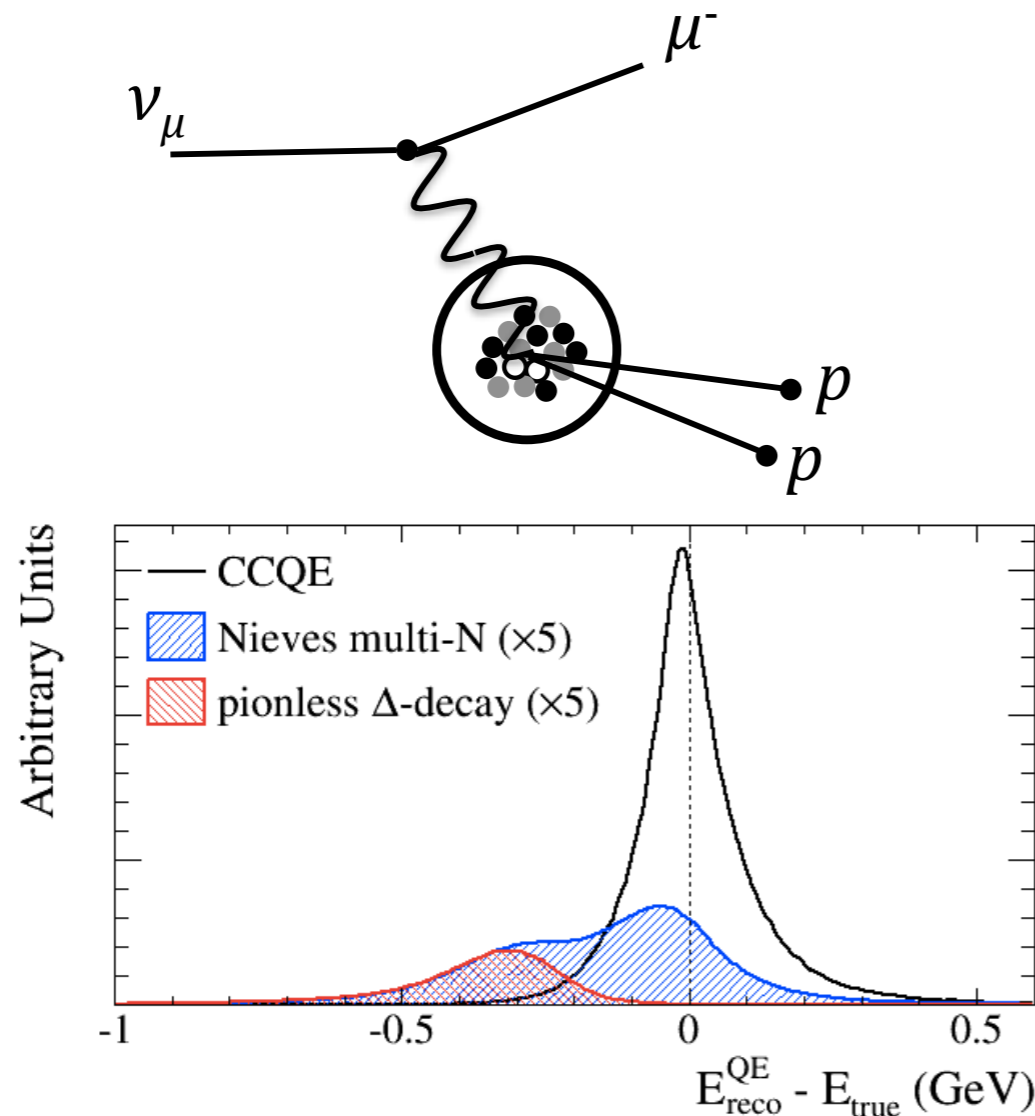 μ⁻
ν_μ
p
p
Arbitrary Units
CCQE
Nieves multi-N (×5)
pionless Δ-decay (×5)
-1 -0.5 0 0.5
E^QE_reco - E_true (GeV)